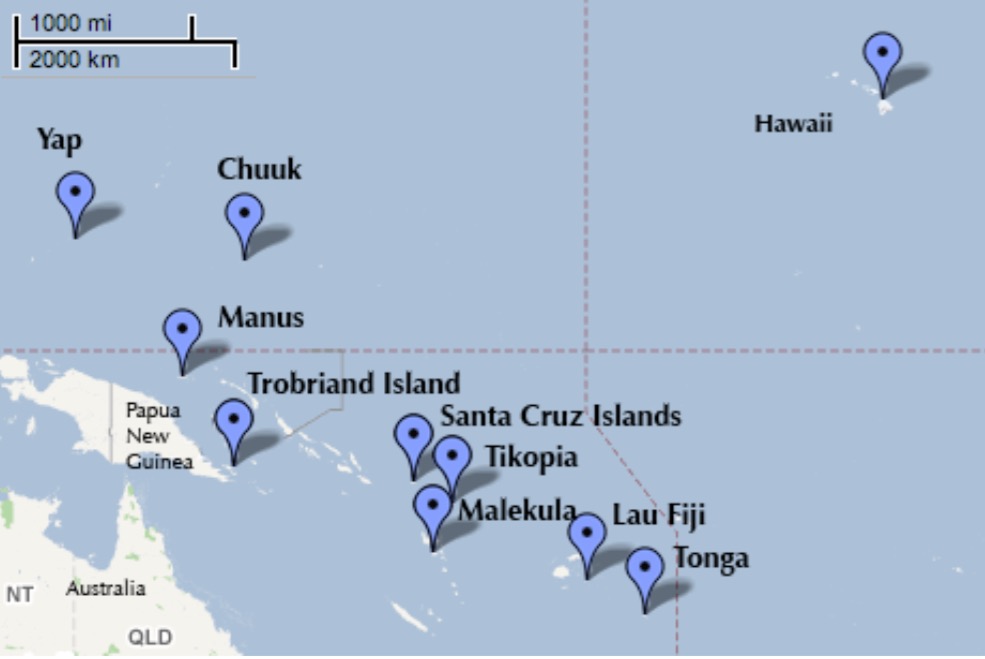 1000 mi
2000 km
Hawaii
Yap
Chuuk
Manus
Trobriand Island
Papua
New
Guinea
Santa Cruz Islands
Tikopia
Malekula
Lau Fiji
Tonga
NT
Australia
QLD